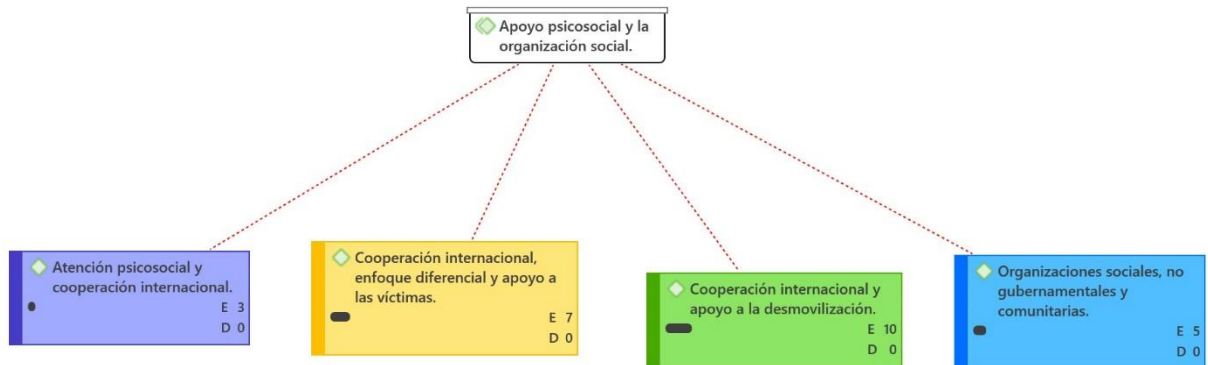 Apoyo psicosocial y la
organización social.
Atención psicosocial y
cooperación internacional.
E 3
D 0
Cooperación internacional,
enfoque diferencial y apoyo a
las víctimas.
E 7
D 0
Cooperación internacional y
apoyo a la desmovilización.
E 10
D 0
Organizaciones sociales, no
gubernamentales y
comunitarias.
E 5
D 0